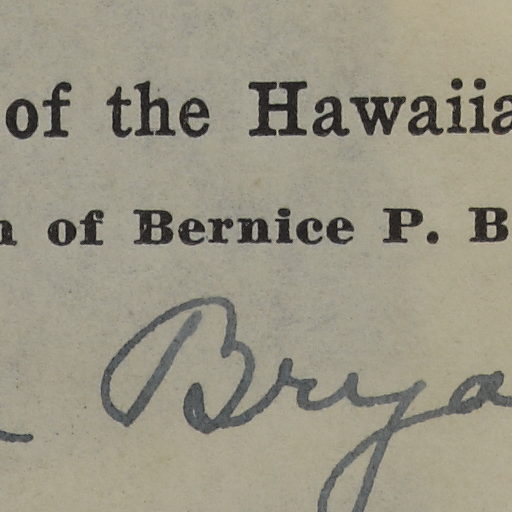 of the Hawaiia
n of Bernice P. B
Brya